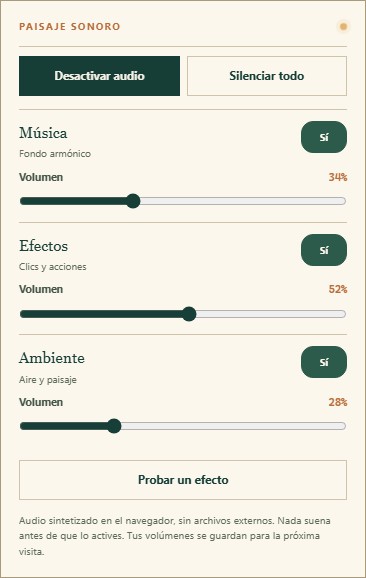 PAISAJE SONORO
Desactivar audio
Silenciar todo
Música
Sí
Fondo armónico
Volumen
34%
Efectos
Sí
Clics y acciones
Volumen
52%
Ambiente
Sí
Aire y paisaje
Volumen
28%
Probar un efecto
Audio sintetizado en el navegador, sin archivos externos. Nada suena
antes de que lo actives. Tus volúmenes se guardan para la próxima
visita.